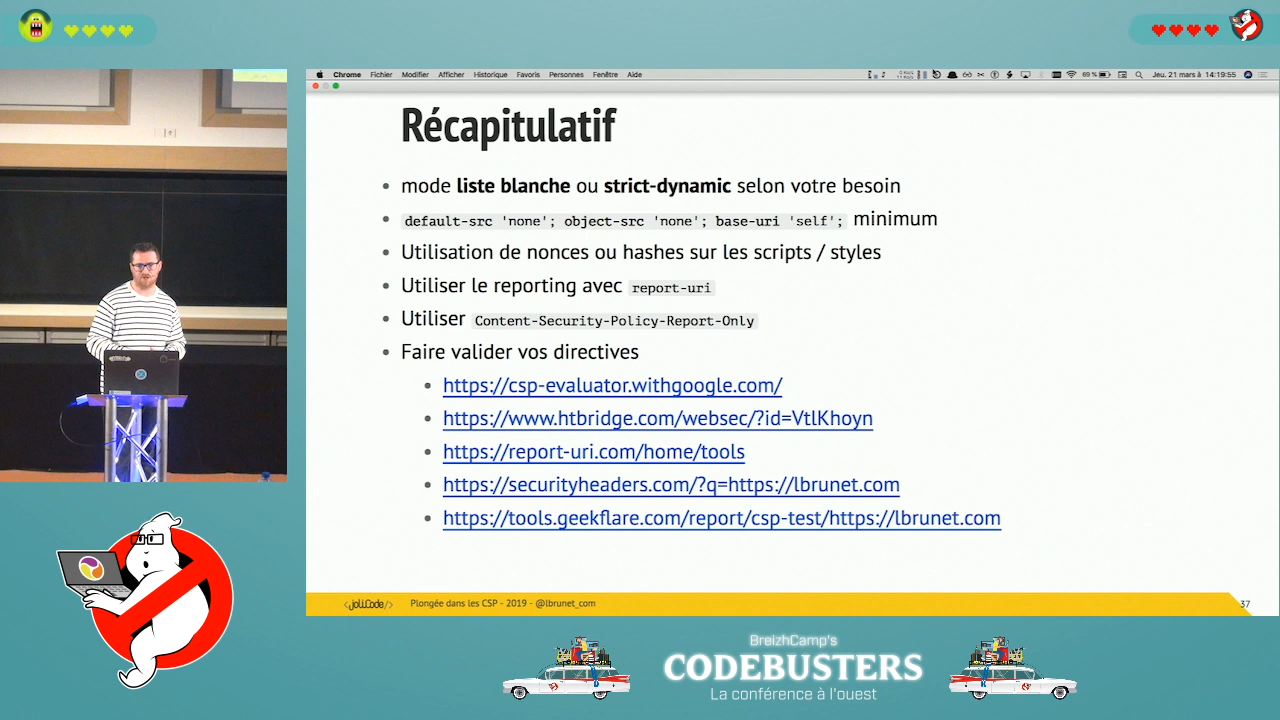 Chrome Fichier Modifier Afficher Historique Favoris Personnes Fenêtre Aide
69 % Jeu. 21 mars à 14:19:55
Récapitulatif
mode liste blanche ou strict-dynamic selon votre besoin
default-src 'none'; object-src 'none'; base-uri 'self'; minimum
Utilisation de nonces ou hashes sur les scripts / styles
Utiliser le reporting avec report-uri
Utiliser Content-Security-Policy-Report-Only
Faire valider vos directives
https://csp-evaluator.withgoogle.com/
https://www.htbridge.com/websec/?id=VtlKhoyn
https://report-uri.com/home/tools
https://securityheaders.com/?q=https://lbrunet.com
https://tools.geekflare.com/report/csp-test/https://lbrunet.com
<joliCode/> Plongée dans les CSP - 2019 - @lbrunet_com
37
BreizhCamp's
CODEBUSTERS
La conférence à l'ouest